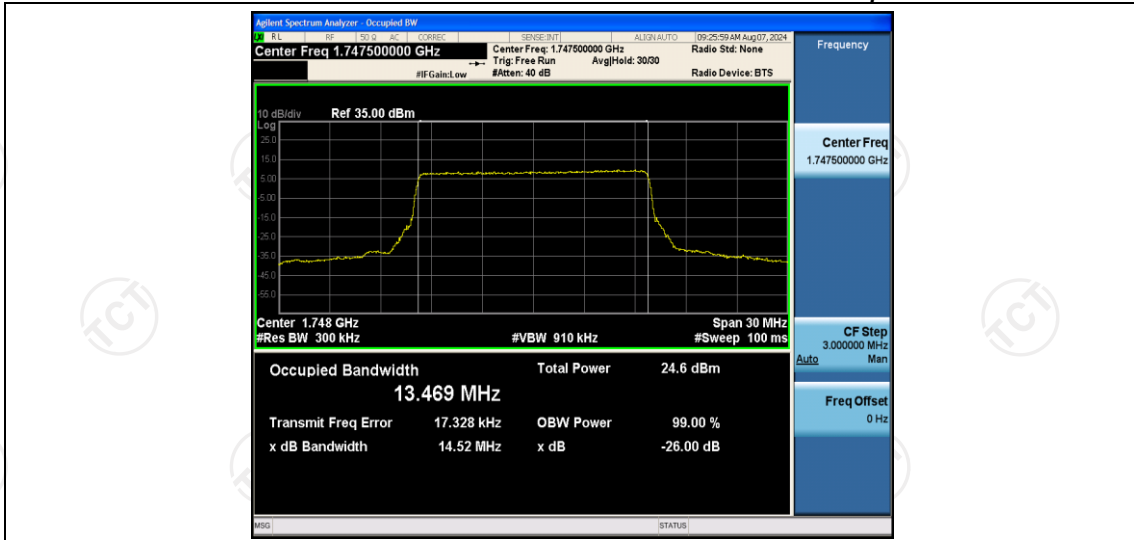 Agilent Spectrum Analyzer - Occupied BW
RL RF 50 Ω AC CORREC SENSE:INT ALIGN AUTO 09:25:59 AM Aug 07, 2024
Center Freq 1.747500000 GHz Center Freq: 1.747500000 GHz Radio Std: None Frequency
Trig: Free Run Avg|Hold: 30/30
#IFGain:Low #Atten: 40 dB Radio Device: BTS
10 dB/div Ref 35.00 dBm
Log
25.0
15.0
5.00
-5.00
-15.0
-25.0
-35.0
-45.0
-55.0
Center Freq
1.747500000 GHz
Center 1.748 GHz Span 30 MHz
#Res BW 300 kHz #VBW 910 kHz #Sweep 100 ms
CF Step
3.000000 MHz
Auto Man
Occupied Bandwidth Total Power 24.6 dBm
13.469 MHz
Transmit Freq Error 17.328 kHz OBW Power 99.00 %
x dB Bandwidth 14.52 MHz x dB -26.00 dB
Freq Offset
0 Hz
MSG STATUS
TCT
TCT